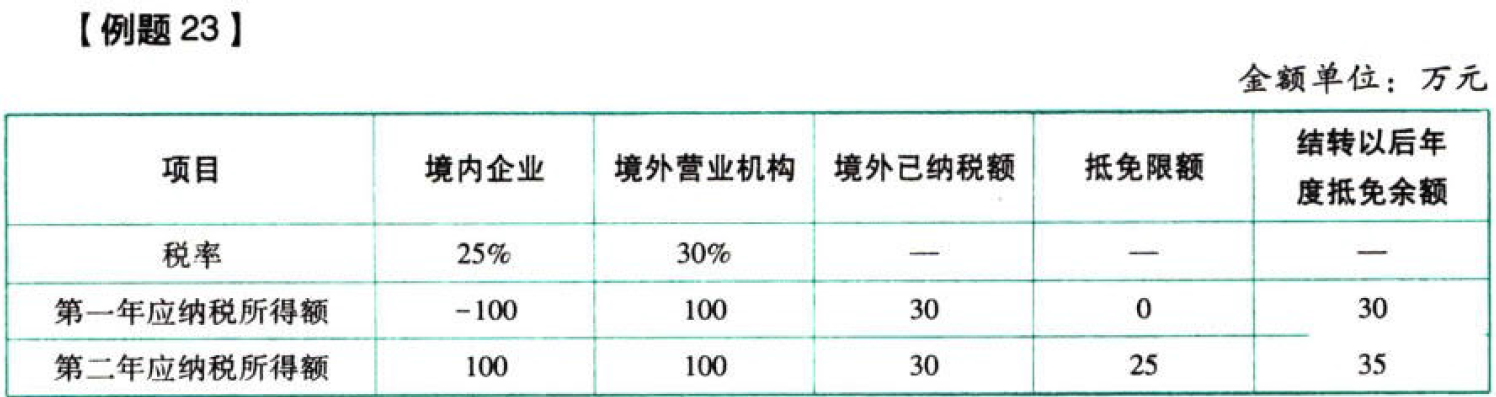 【例题 23】
金额单位：万元
项目 境内企业 境外营业机构 境外已纳税额 抵免限额 结转以后年
度抵免余额
税率 25% 30% — — —
第一年应纳税所得额 -100 100 30 0 30
第二年应纳税所得额 100 100 30 25 35